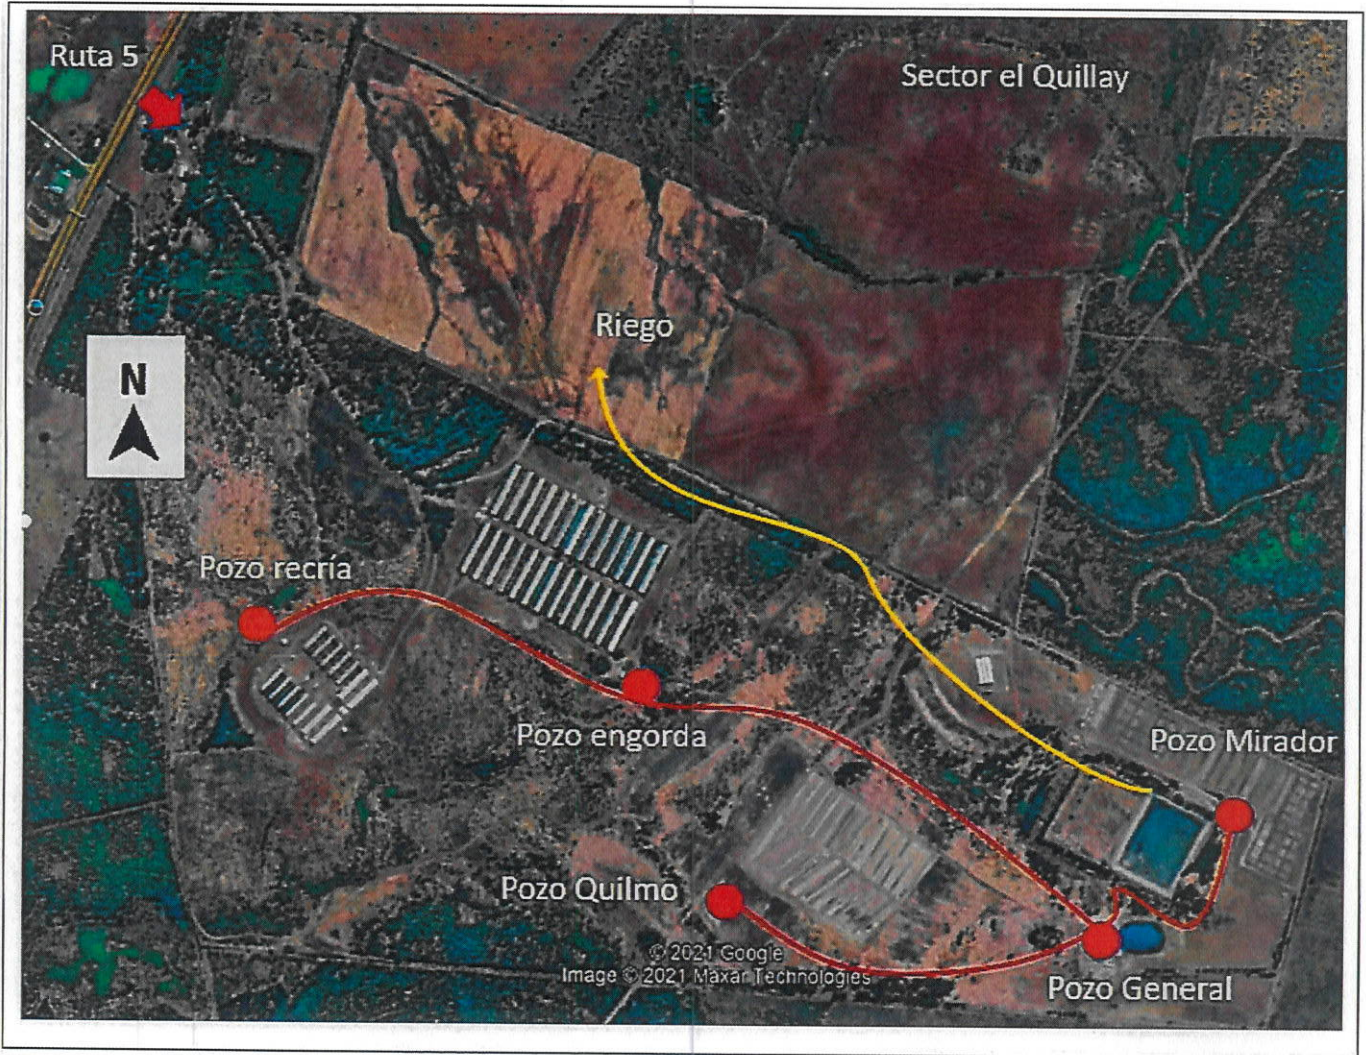 Ruta 5
Sector el Quillay
Riego
N
Pozo recría
Pozo engorda
Pozo Mirador
Pozo Quilmo
© 2021 Google
Image © 2021 Maxar Technologies
Pozo General